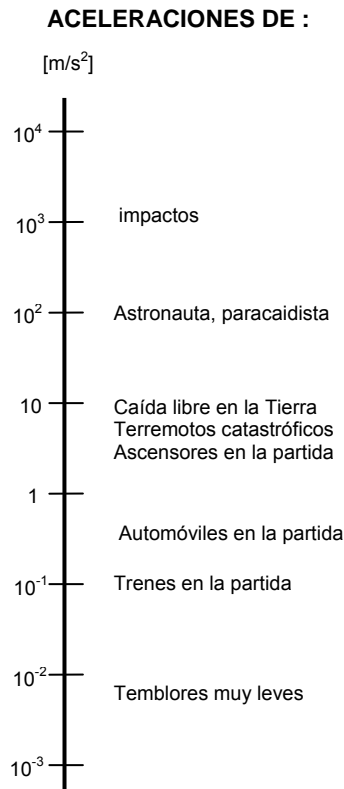 ACELERACIONES DE :
[m/s²]
10⁴
10³ impactos
10² Astronauta, paracaidista
10 Caída libre en la Tierra
Terremotos catastróficos
Ascensores en la partida
1
Automóviles en la partida
10⁻¹ Trenes en la partida
10⁻²
Temblores muy leves
10⁻³